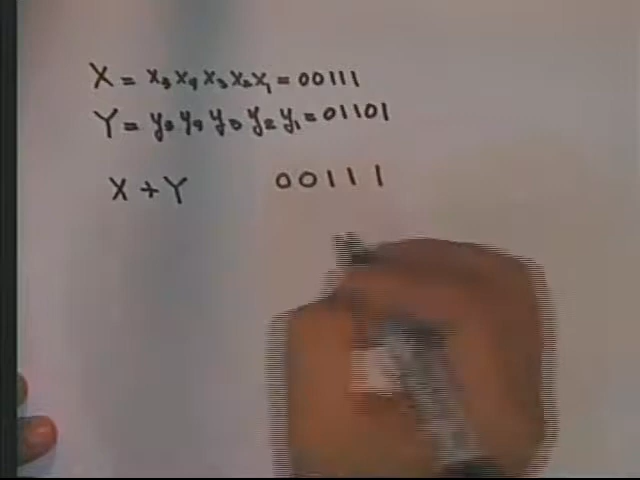 X = x₅ x₄ x₃ x₂ x₁ = 00111
Y = y₅ y₄ y₃ y₂ y₁ = 01101
X + Y 00111